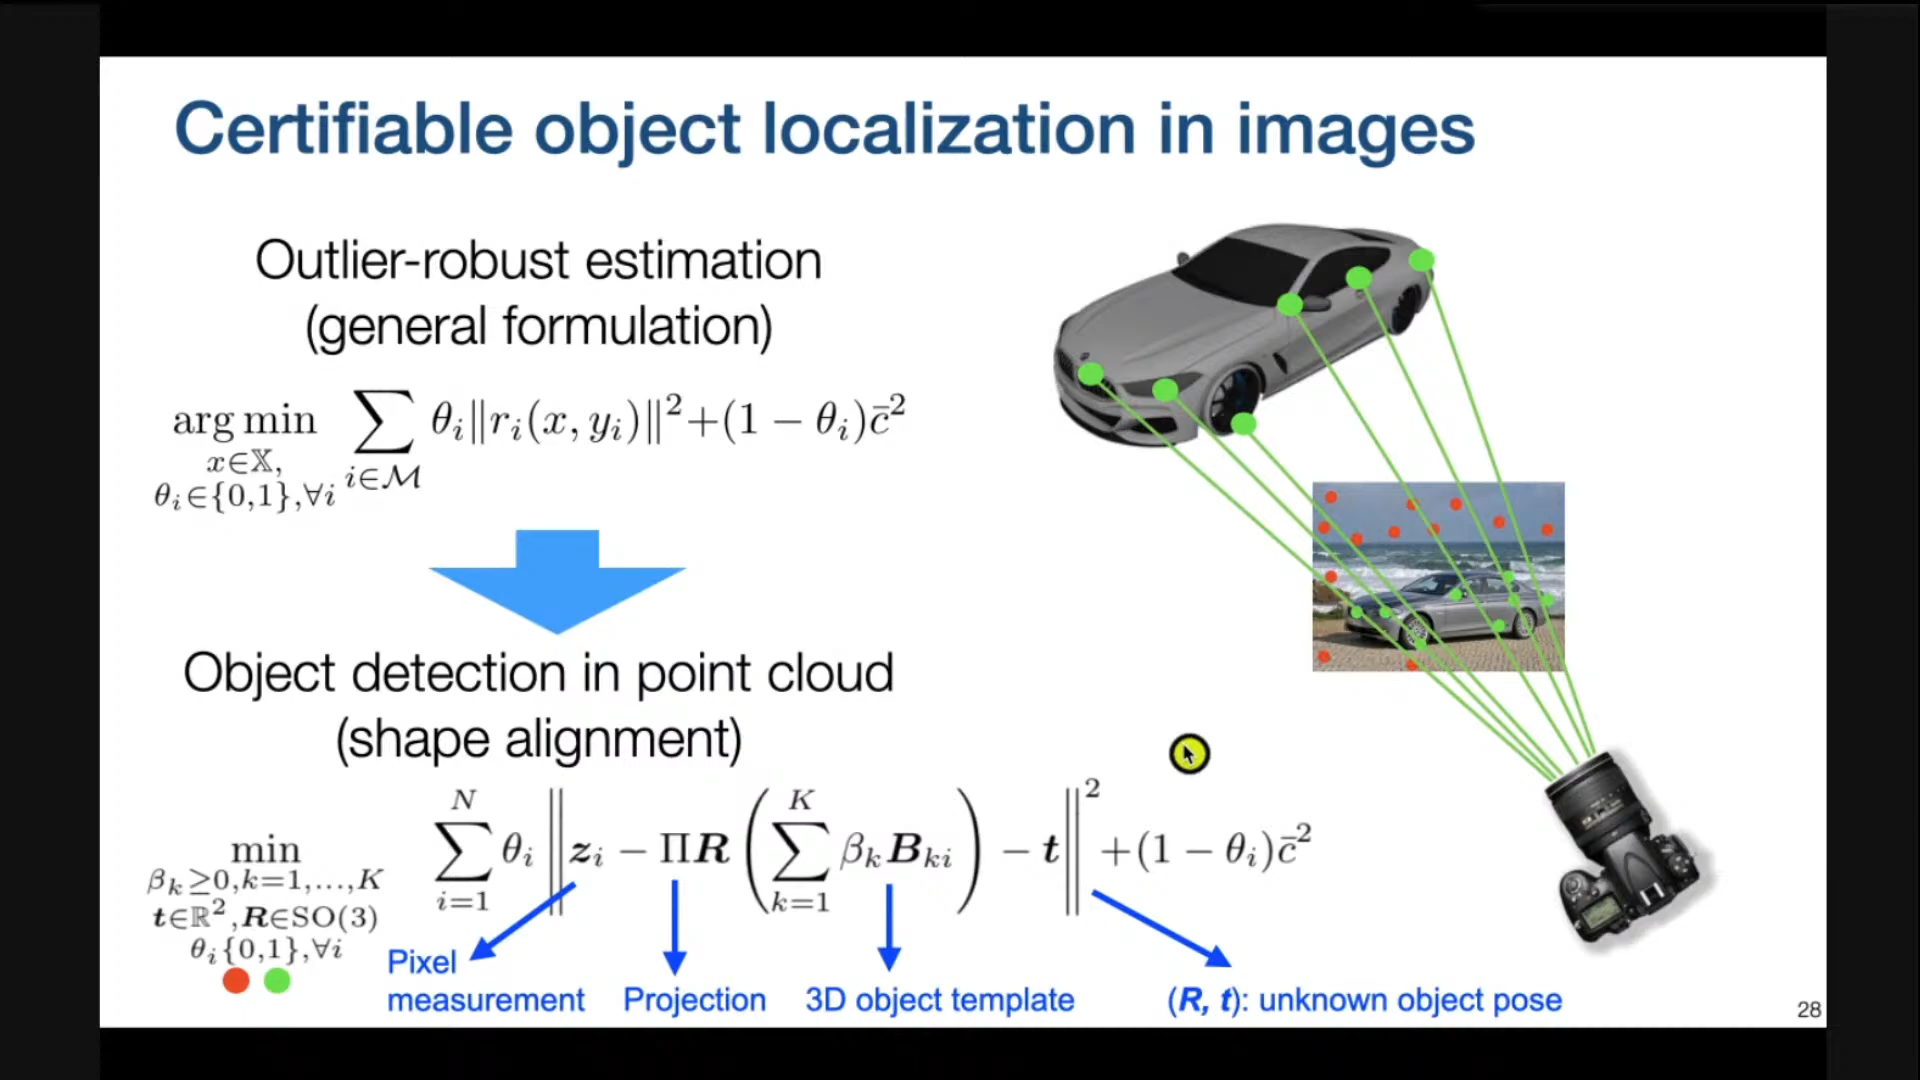 Certifiable object localization in images
Outlier-robust estimation
(general formulation)
arg min ∑ θᵢ‖rᵢ(x, yᵢ)‖²+(1 − θᵢ)c̄²
x∈𝕏,
θᵢ∈{0,1},∀i i∈ℳ
Object detection in point cloud
(shape alignment)
min ∑ᵢ₌₁ᴺ θᵢ ‖zᵢ − ΠR (∑ₖ₌₁ᴷ βₖBₖᵢ) − t‖² +(1 − θᵢ)c̄²
βₖ≥0,k=1,...,K
t∈ℝ²,R∈SO(3)
θᵢ{0,1},∀i
Pixel
measurement
Projection
3D object template
(R, t): unknown object pose
28